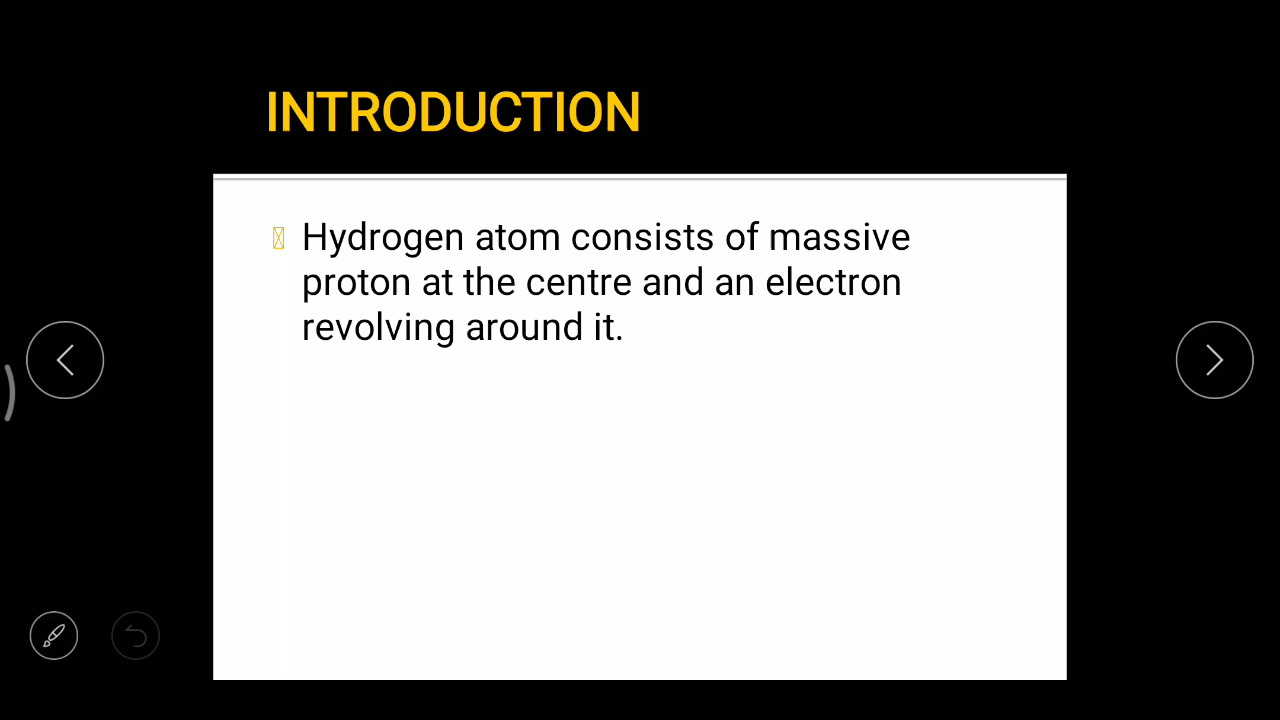 INTRODUCTION
Hydrogen atom consists of massive
proton at the centre and an electron
revolving around it.